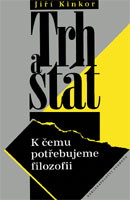 Jiří Kinkor
Trh
a
stát
K čemu
potřebujeme
filozofii